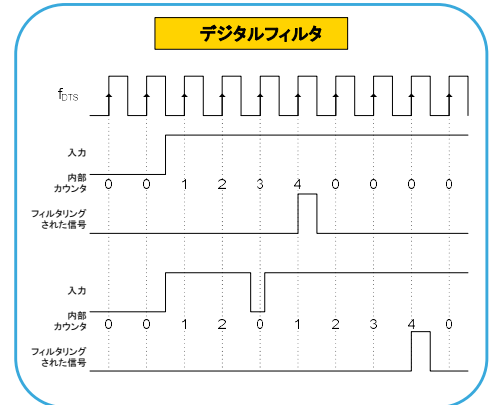 デジタルフィルタ
fDTS
入力
内部
カウンタ
0 0 1 2 3 4 0 0 0 0
フィルタリング
された信号
入力
内部
カウンタ
0 0 1 2 0 1 2 3 4 0
フィルタリング
された信号